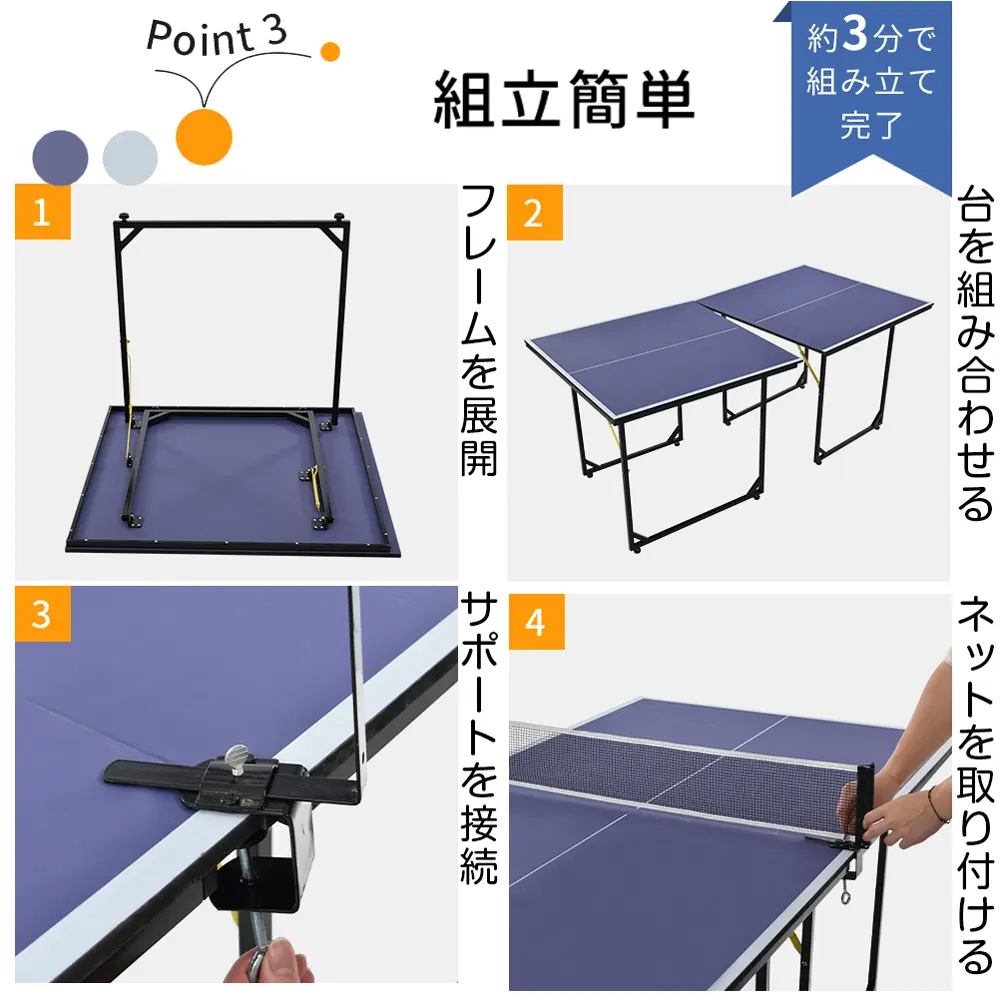 Point 3
組立簡単
約3分で
組み立て
完了
1
フレームを展開
2
台を組み合わせる
3
サポートを接続
4
ネットを取り付ける